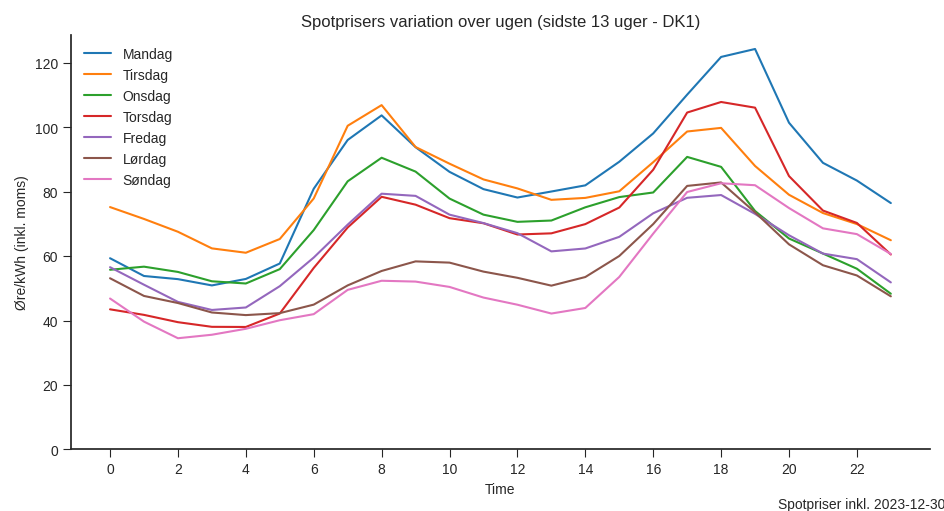 Spotprisers variation over ugen (sidste 13 uger - DK1)
Mandag
Tirsdag
Onsdag
Torsdag
Fredag
Lørdag
Søndag
Øre/kWh (inkl. moms)
120
100
80
60
40
20
0
0 2 4 6 8 10 12 14 16 18 20 22
Time
Spotpriser inkl. 2023-12-30